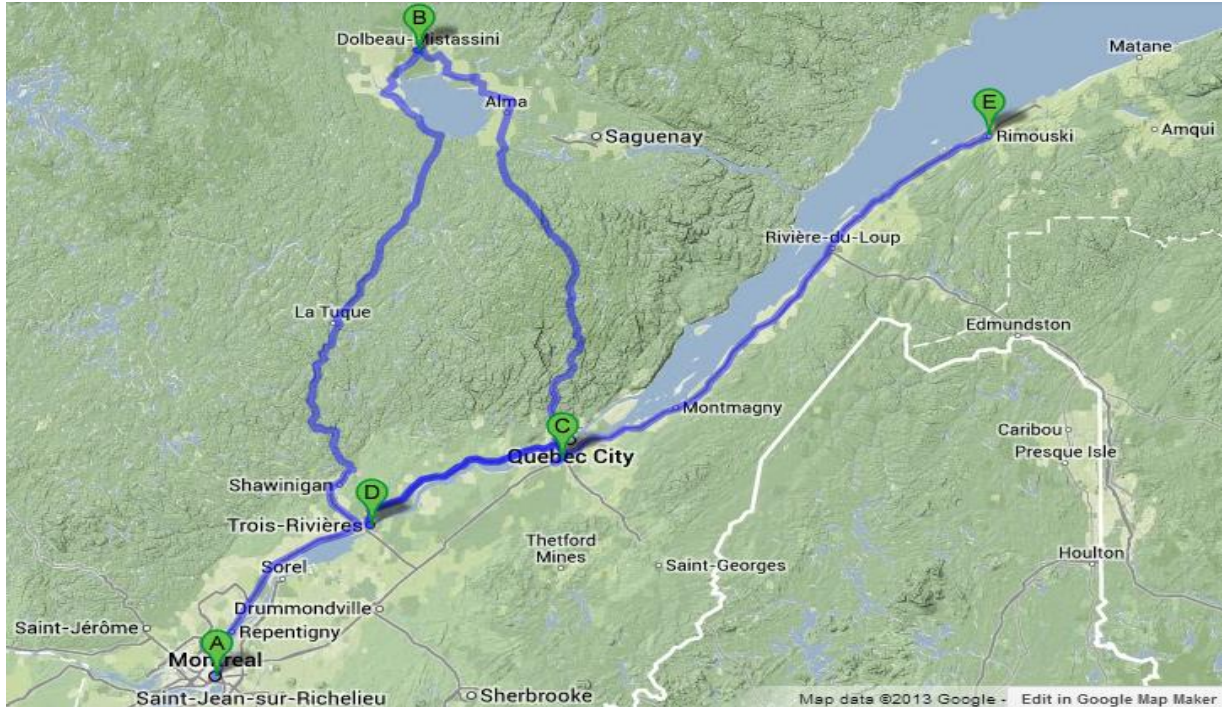 B
Dolbeau-Mistassini
Matane
Alma
E
Saguenay
Rimouski
Amqui
Rivière-du-Loup
La Tuque
Edmundston
Montmagny
C
Caribou
Quebec City
Presque Isle
Shawinigan
D
Trois-Rivières
Thetford
Mines
Saint-Georges
Houlton
Sorel
Drummondville
Saint-Jérôme
Repentigny
A
Montreal
Saint-Jean-sur-Richelieu
Sherbrooke
Map data ©2013 Google - Edit in Google Map Maker